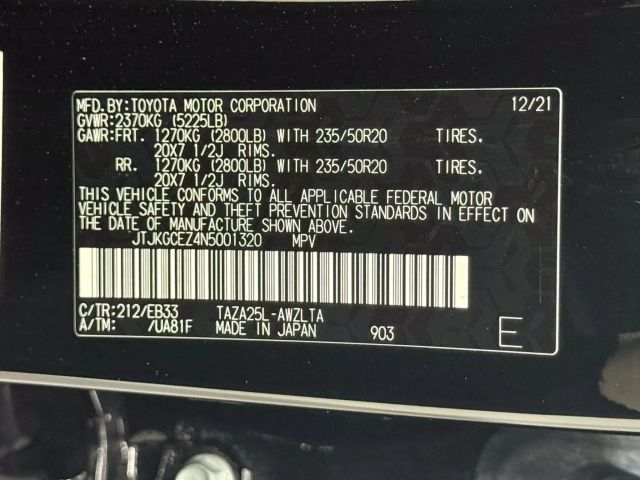 MFD.BY:TOYOTA MOTOR CORPORATION 12/21
GVWR:2370KG (5225LB)
GAWR:FRT. 1270KG (2800LB) WITH 235/50R20 TIRES.
20X7 1/2J RIMS.
RR. 1270KG (2800LB) WITH 235/50R20 TIRES.
20X7 1/2J RIMS.
THIS VEHICLE CONFORMS TO ALL APPLICABLE FEDERAL MOTOR
VEHICLE SAFETY AND THEFT PREVENTION STANDARDS IN EFFECT ON
THE DATE OF MANUFACTURE SHOWN ABOVE.
JTJKGCEZ4N5001320 MPV
C/TR:212/EB33 TAZA25L-AWZLTA
A/TM: /UA81F MADE IN JAPAN 903 E